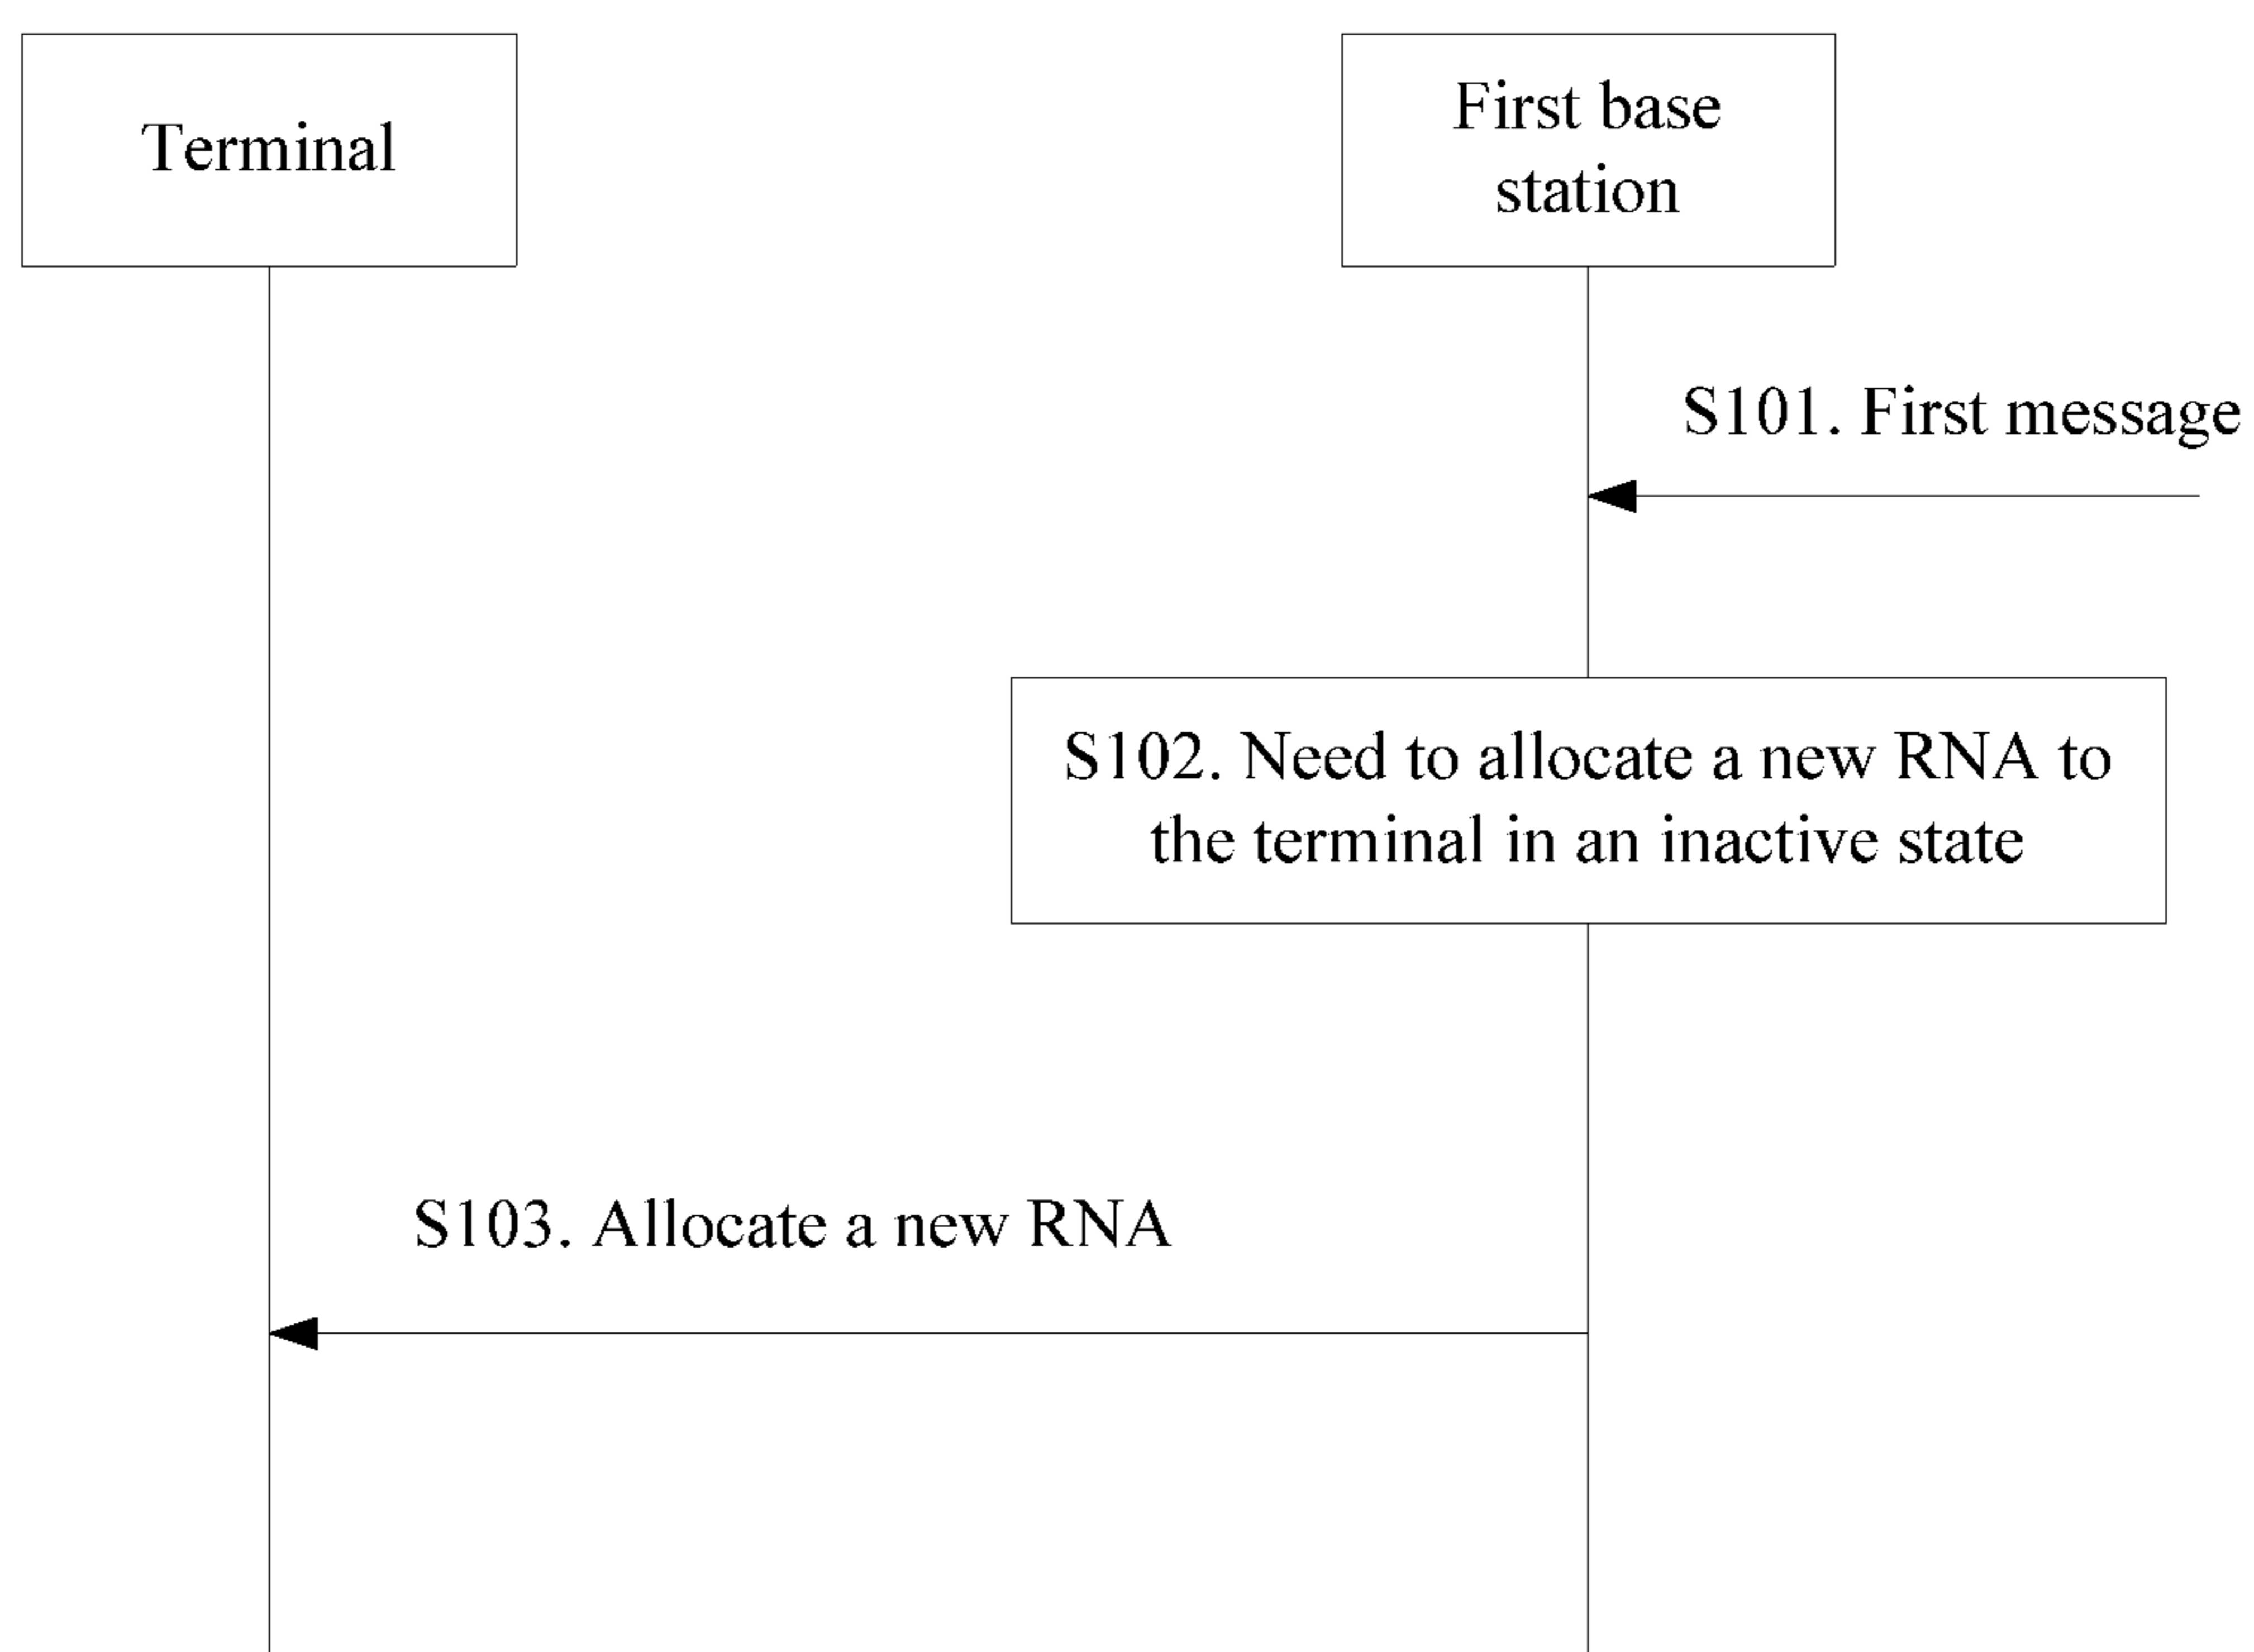 Terminal
First base
station
S101. First message
S102. Need to allocate a new RNA to
the terminal in an inactive state
S103. Allocate a new RNA